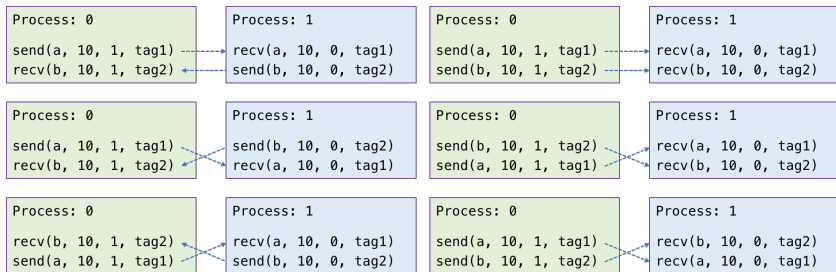 Process: 0
send(a, 10, 1, tag1)
recv(b, 10, 1, tag2)
Process: 1
recv(a, 10, 0, tag1)
send(b, 10, 0, tag2)
Process: 0
send(a, 10, 1, tag1)
send(b, 10, 1, tag2)
Process: 1
recv(a, 10, 0, tag1)
recv(b, 10, 0, tag2)
Process: 0
send(a, 10, 1, tag1)
recv(b, 10, 1, tag2)
Process: 1
send(b, 10, 0, tag2)
recv(a, 10, 0, tag1)
Process: 0
send(b, 10, 1, tag2)
send(a, 10, 1, tag1)
Process: 1
recv(a, 10, 0, tag1)
recv(b, 10, 0, tag2)
Process: 0
recv(b, 10, 1, tag2)
send(a, 10, 1, tag1)
Process: 1
recv(a, 10, 0, tag1)
send(b, 10, 0, tag2)
Process: 0
send(a, 10, 1, tag1)
send(b, 10, 1, tag2)
Process: 1
recv(b, 10, 0, tag2)
recv(a, 10, 0, tag1)